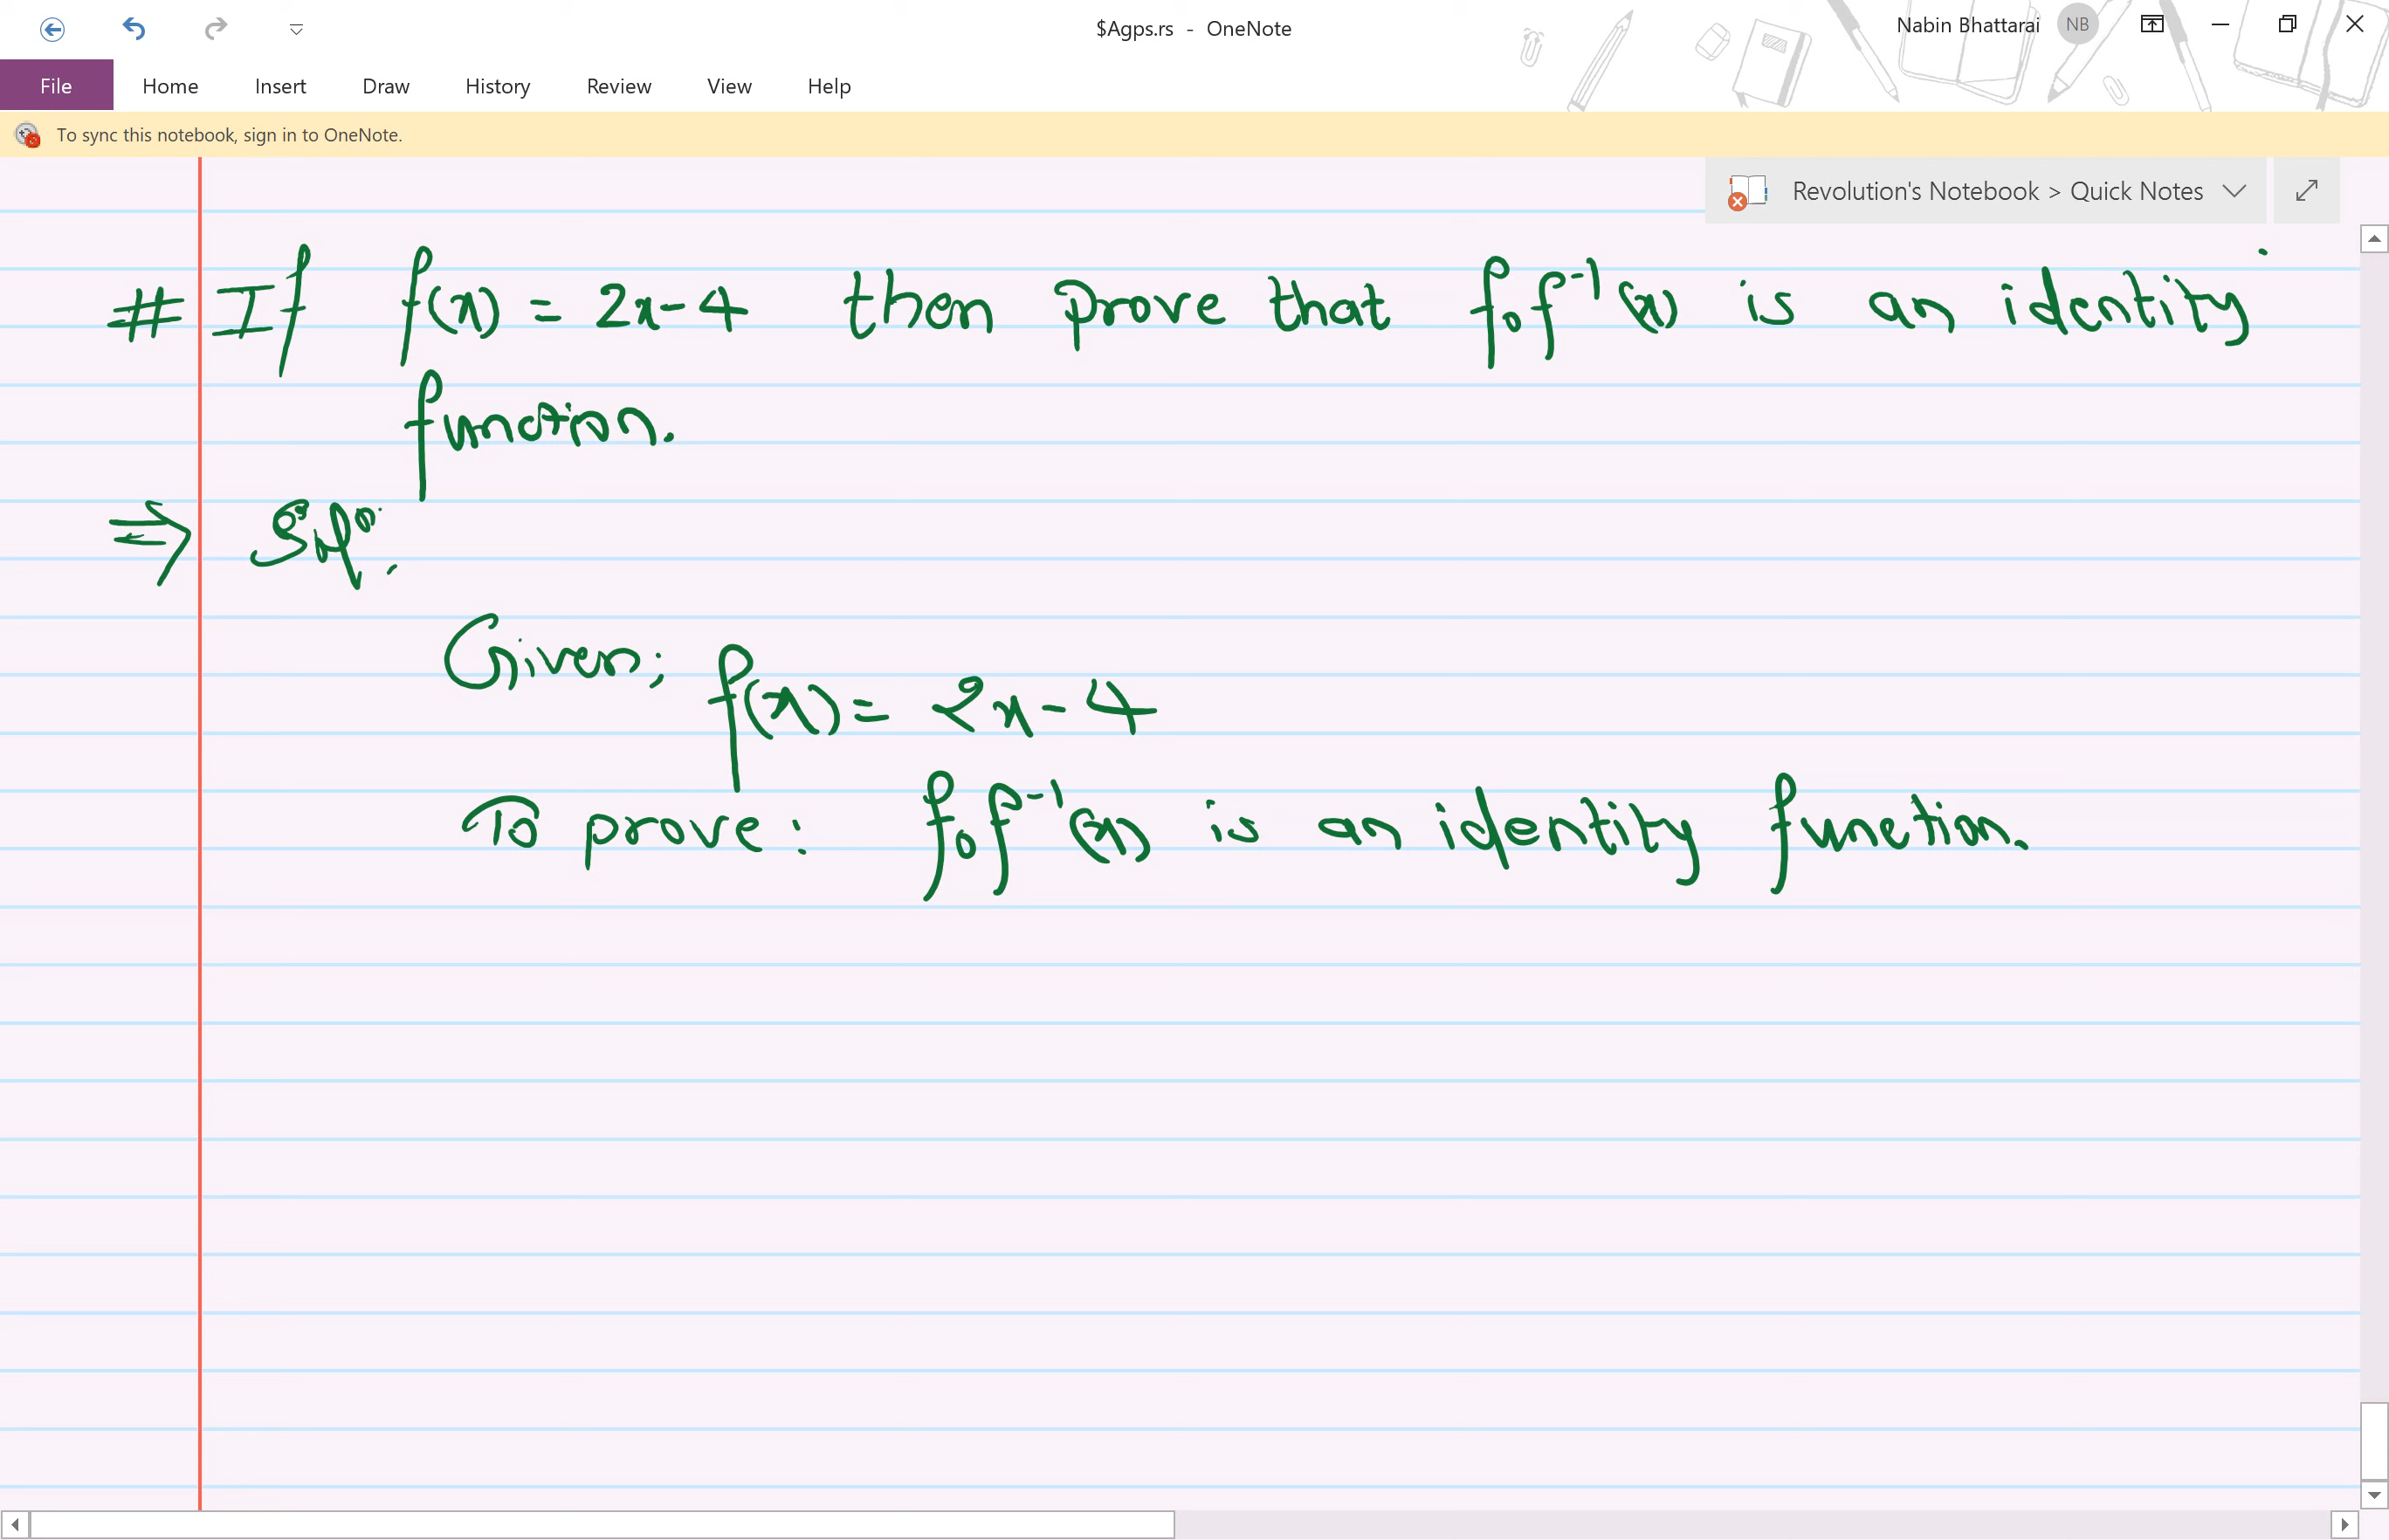 $Agps.rs - OneNote
Nabin Bhattarai NB
File Home Insert Draw History Review View Help
To sync this notebook, sign in to OneNote.
Revolution's Notebook > Quick Notes
# If f(x) = 2x-4 then prove that fof⁻¹(x) is an identity
function.
⇒ Solⁿ:
Given; f(x) = 2x-4
To prove: fof⁻¹(x) is an identity function.